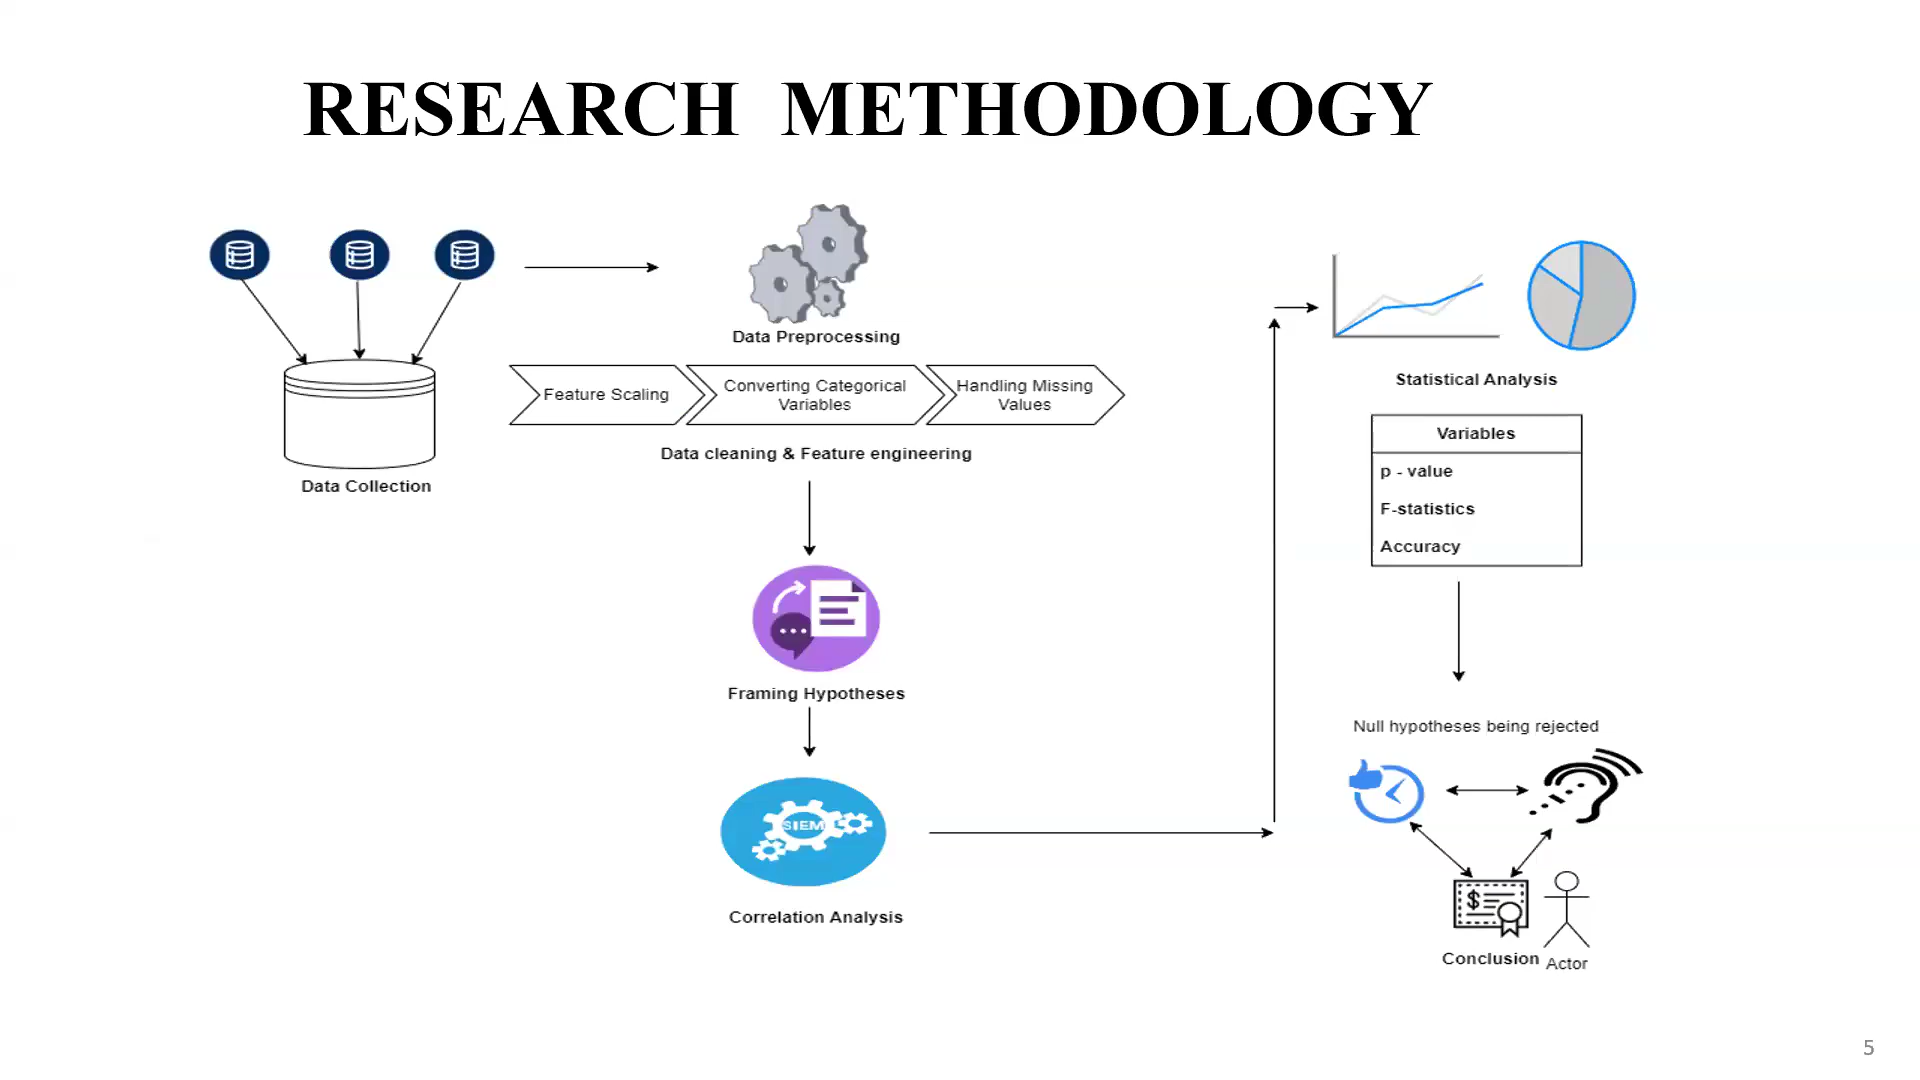 RESEARCH METHODOLOGY
Data Preprocessing
Feature Scaling
Converting Categorical
Variables
Handling Missing
Values
Data cleaning & Feature engineering
Data Collection
Framing Hypotheses
SIEM
Correlation Analysis
Statistical Analysis
Variables
p - value
F-statistics
Accuracy
Null hypotheses being rejected
$
Conclusion
Actor
5